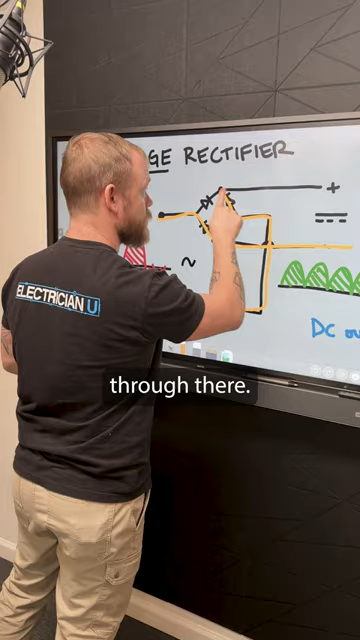 GE RECTIFIER
+
~
DC
ELECTRICIAN U
through there.